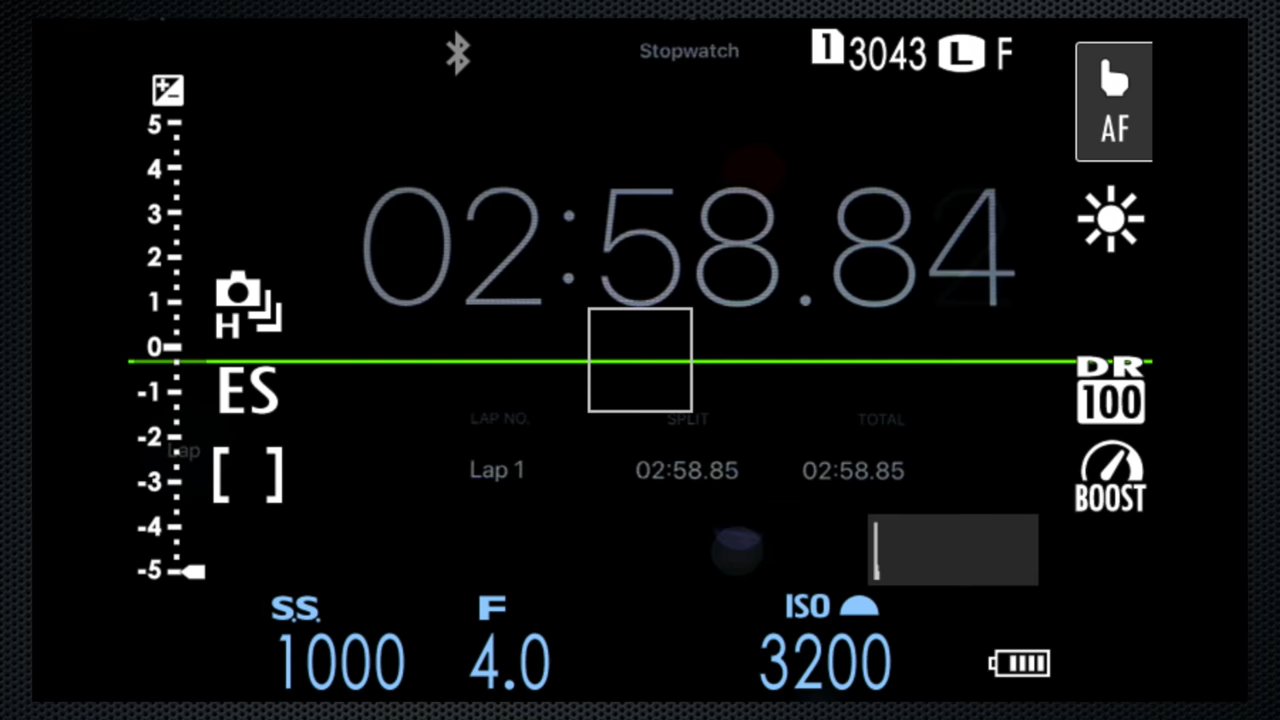 Stopwatch
1 3043 L F
AF
5
4
3
2
1
0
-1
-2
-3
-4
-5
02:58.84
H
ES
[ ]
DR
100
BOOST
LAP NO. SPLIT TOTAL
Lap
Lap 1 02:58.85 02:58.85
S.S. F ISO
1000 4.0 3200